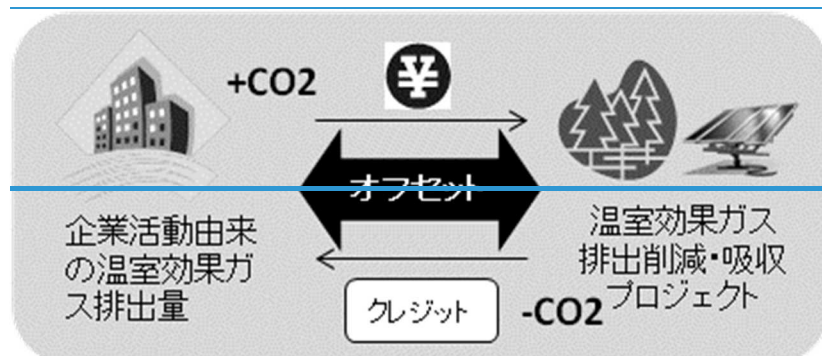 +CO2
¥
オフセット
企業活動由来
の温室効果ガ
ス排出量
温室効果ガス
排出削減・吸収
プロジェクト
クレジット
-CO2